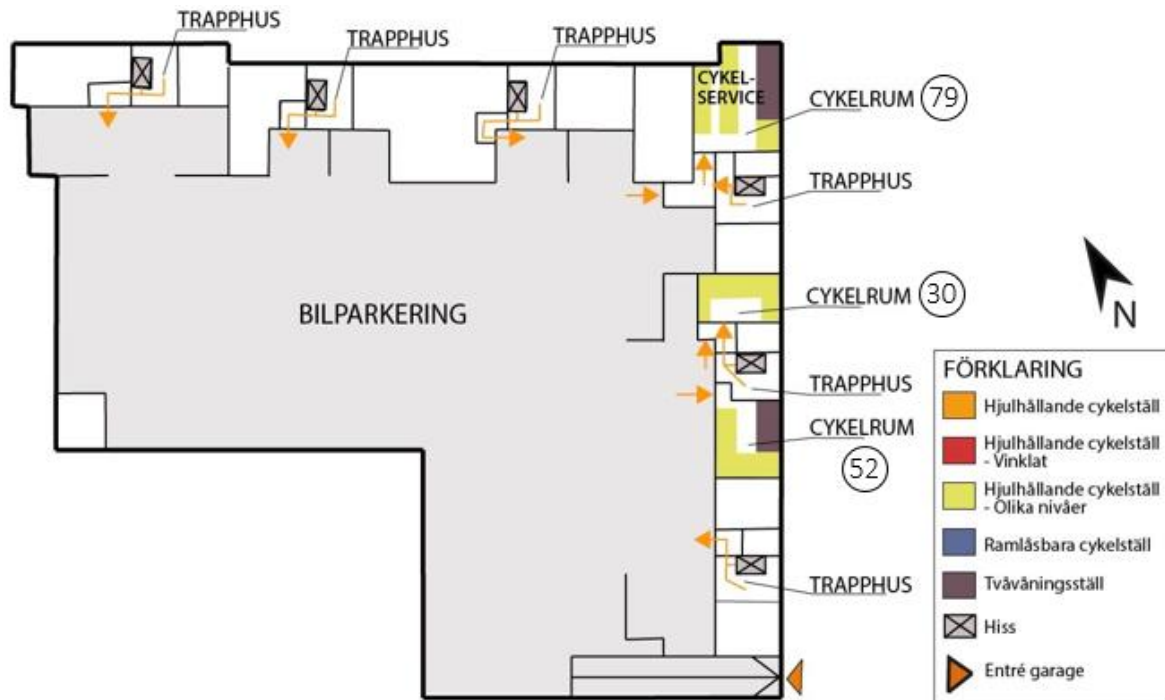 TRAPPHUS
TRAPPHUS
TRAPPHUS
CYKEL-
SERVICE
CYKELRUM 79
TRAPPHUS
BILPARKERING
CYKELRUM 30
N
TRAPPHUS
CYKELRUM
52
TRAPPHUS
FÖRKLARING
Hjulhållande cykelställ
Hjulhållande cykelställ
- Vinklat
Hjulhållande cykelställ
- Olika nivåer
Ramlåsbara cykelställ
Tvåvåningsställ
Hiss
Entré garage